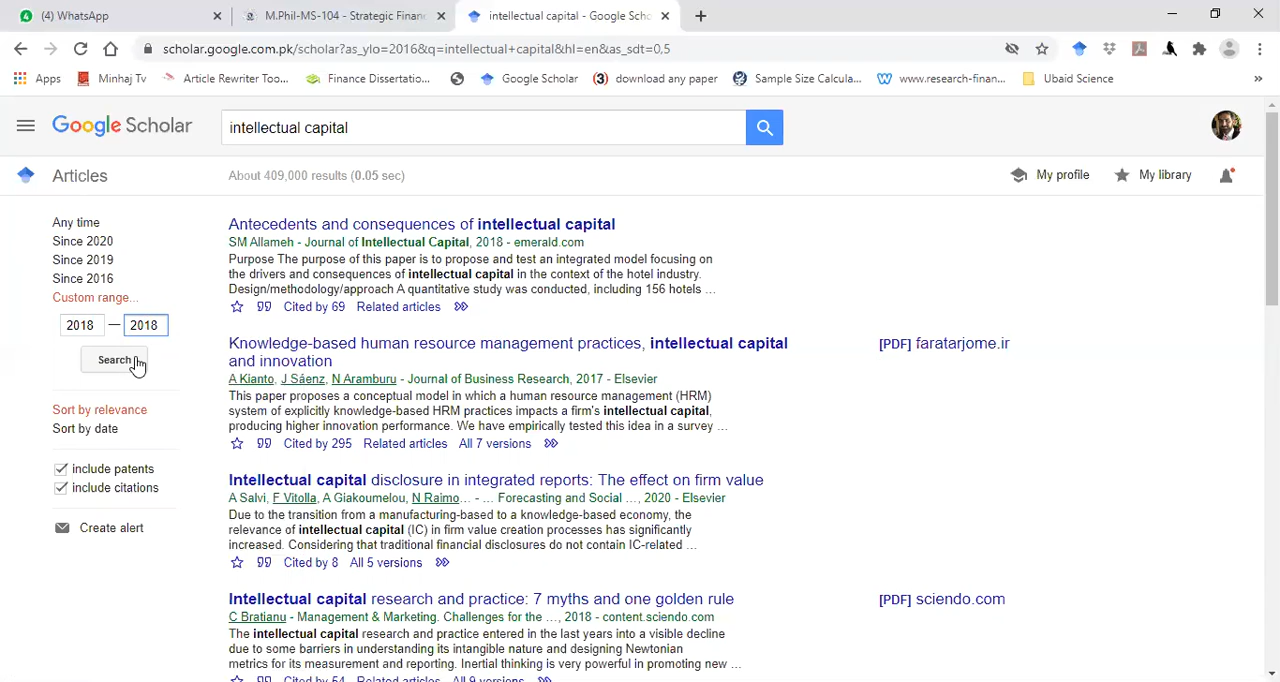 (4) WhatsApp
M.Phil-MS-104 - Strategic Finan
intellectual capital - Google Scho
scholar.google.com.pk/scholar?as_ylo=2016&q=intellectual+capital&hl=en&as_sdt=0,5
Apps
Minhaj Tv
Article Rewriter Too...
Finance Dissertatio...
Google Scholar
(3) download any paper
Sample Size Calcula...
www.research-finan...
Ubaid Science
»
Google Scholar
intellectual capital
Articles
About 409,000 results (0.05 sec)
My profile
My library
Any time
Since 2020
Since 2019
Since 2016
Custom range...
2018 — 2018
Search
Sort by relevance
Sort by date
include patents
include citations
Create alert
Antecedents and consequences of intellectual capital
SM Allameh - Journal of Intellectual Capital, 2018 - emerald.com
Purpose The purpose of this paper is to propose and test an integrated model focusing on
the drivers and consequences of intellectual capital in the context of the hotel industry.
Design/methodology/approach A quantitative study was conducted, including 156 hotels ...
Cited by 69 Related articles
Knowledge-based human resource management practices, intellectual capital
and innovation
[PDF] faratarjome.ir
A Kianto, J Sáenz, N Aramburu - Journal of Business Research, 2017 - Elsevier
This paper proposes a conceptual model in which a human resource management (HRM)
system of explicitly knowledge-based HRM practices impacts a firm's intellectual capital,
producing higher innovation performance. We have empirically tested this idea in a survey ...
Cited by 295 Related articles All 7 versions
Intellectual capital disclosure in integrated reports: The effect on firm value
A Salvi, F Vitolla, A Giakoumelou, N Raimo... - ... Forecasting and Social ..., 2020 - Elsevier
Due to the transition from a manufacturing-based to a knowledge-based economy, the
relevance of intellectual capital (IC) in firm value creation processes has significantly
increased. Considering that traditional financial disclosures do not contain IC-related ...
Cited by 8 All 5 versions
Intellectual capital research and practice: 7 myths and one golden rule
[PDF] sciendo.com
C Bratianu - Management & Marketing. Challenges for the ..., 2018 - content.sciendo.com
The intellectual capital research and practice entered in the last years into a visible decline
due to some barriers in understanding its intangible nature and designing Newtonian
metrics for its measurement and reporting. Inertial thinking is very powerful in promoting new ...
Cited by 54 Related articles All 9 versions